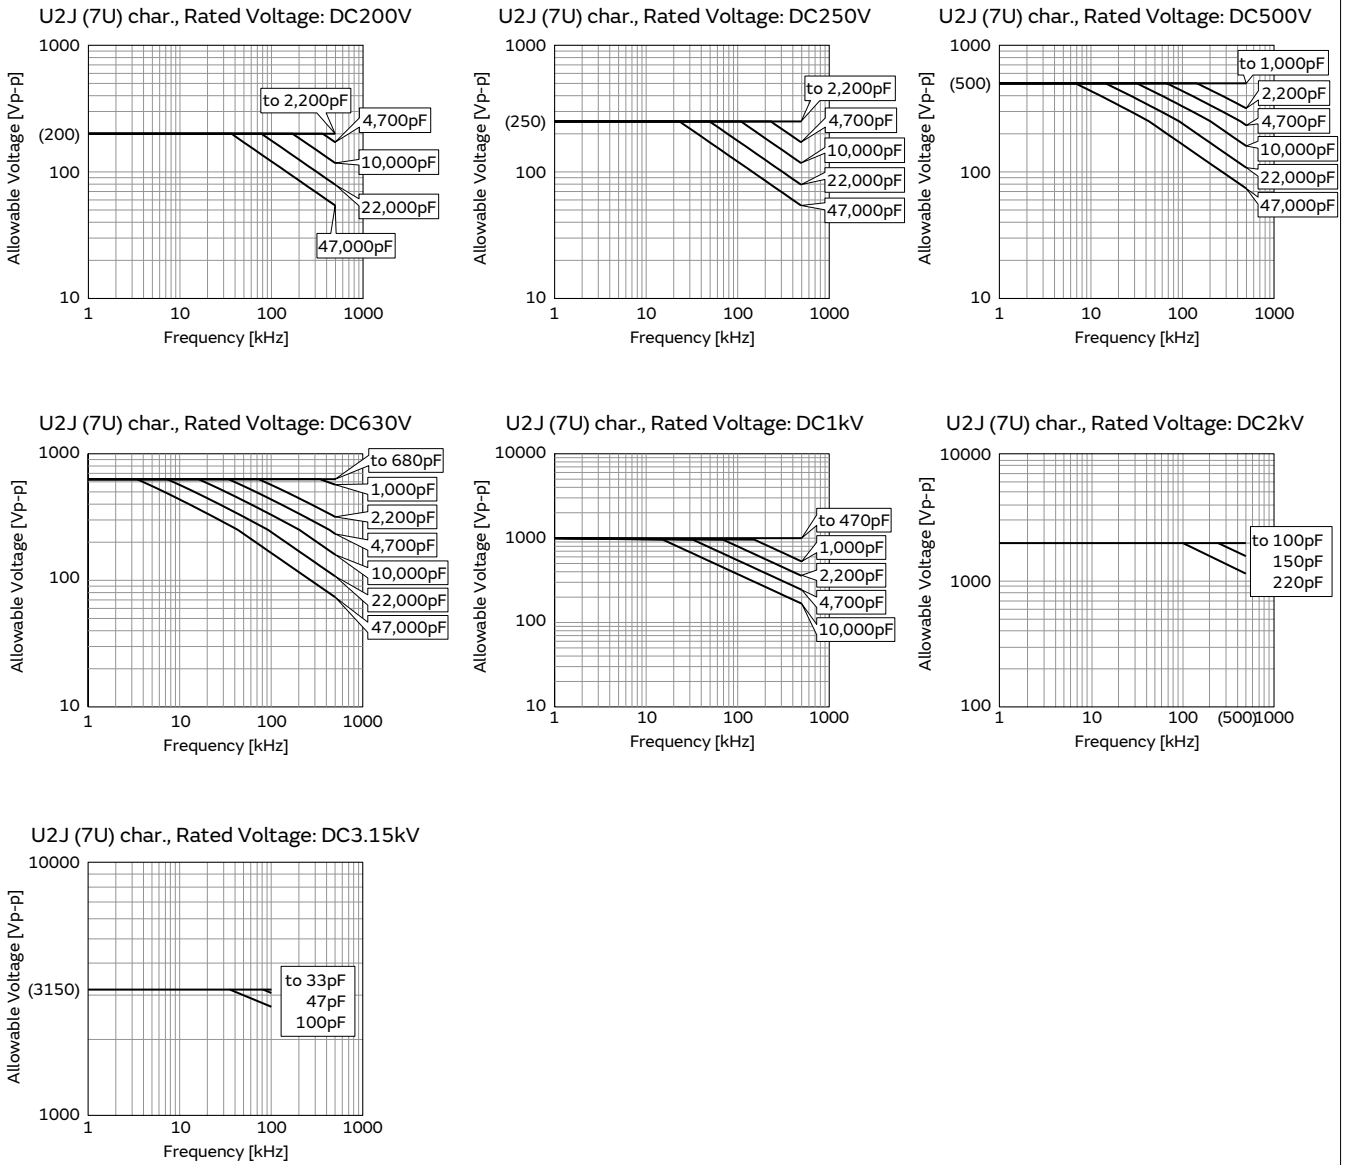 U2J (7U) char., Rated Voltage: DC200V
1000
(200)
100
10
1
10
100
1000
Allowable Voltage [Vp-p]
Frequency [kHz]
to 2,200pF
4,700pF
10,000pF
22,000pF
47,000pF
U2J (7U) char., Rated Voltage: DC250V
1000
(250)
100
10
1
10
100
1000
Allowable Voltage [Vp-p]
Frequency [kHz]
to 2,200pF
4,700pF
10,000pF
22,000pF
47,000pF
U2J (7U) char., Rated Voltage: DC500V
1000
(500)
100
10
1
10
100
1000
Allowable Voltage [Vp-p]
Frequency [kHz]
to 1,000pF
2,200pF
4,700pF
10,000pF
22,000pF
47,000pF
U2J (7U) char., Rated Voltage: DC630V
1000
100
10
1
10
100
1000
Allowable Voltage [Vp-p]
Frequency [kHz]
to 680pF
1,000pF
2,200pF
4,700pF
10,000pF
22,000pF
47,000pF
U2J (7U) char., Rated Voltage: DC1kV
10000
1000
100
10
1
10
100
1000
Allowable Voltage [Vp-p]
Frequency [kHz]
to 470pF
1,000pF
2,200pF
4,700pF
10,000pF
U2J (7U) char., Rated Voltage: DC2kV
10000
1000
100
1
10
100
(500)
1000
Allowable Voltage [Vp-p]
Frequency [kHz]
to 100pF
150pF
220pF
U2J (7U) char., Rated Voltage: DC3.15kV
10000
(3150)
1000
1
10
100
1000
Allowable Voltage [Vp-p]
Frequency [kHz]
to 33pF
47pF
100pF